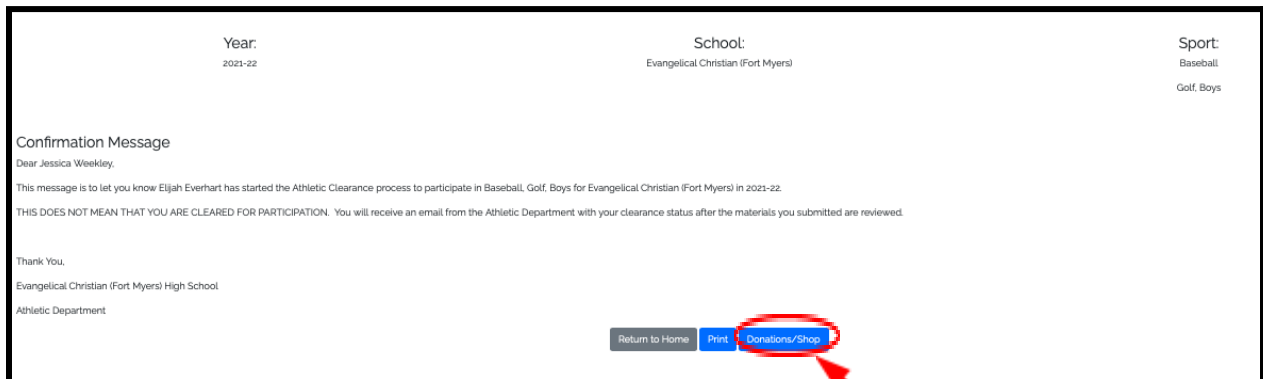 Year:
2021-22
School:
Evangelical Christian (Fort Myers)
Sport:
Baseball
Golf, Boys
Confirmation Message
Dear Jessica Weekley,
This message is to let you know Elijah Everhart has started the Athletic Clearance process to participate in Baseball, Golf, Boys for Evangelical Christian (Fort Myers) in 2021-22.
THIS DOES NOT MEAN THAT YOU ARE CLEARED FOR PARTICIPATION. You will receive an email from the Athletic Department with your clearance status after the materials you submitted are reviewed.
Thank You,
Evangelical Christian (Fort Myers) High School
Athletic Department
Return to Home Print Donations/Shop